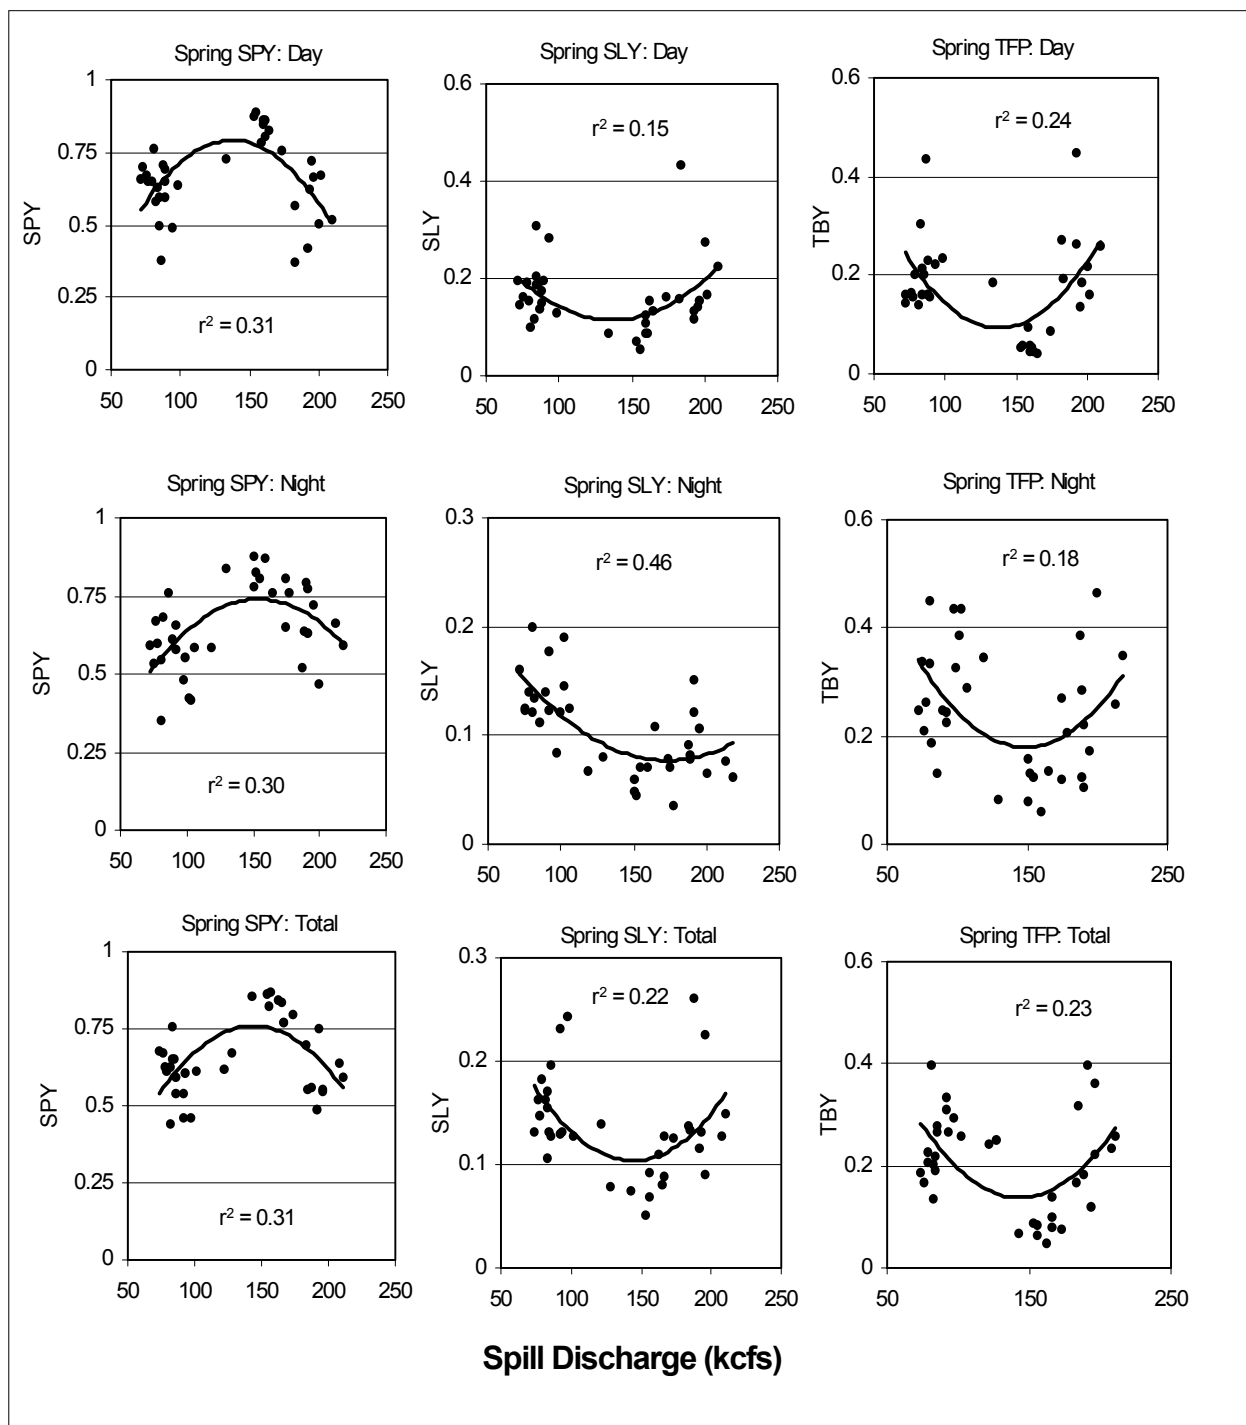 Spring SPY: Day
1
0.75
0.5
0.25
0
SPY
r² = 0.31
50 100 150 200 250
Spring SLY: Day
0.6
0.4
0.2
0
SLY
r² = 0.15
50 100 150 200 250
Spring TFP: Day
0.6
0.4
0.2
0
TBY
r² = 0.24
50 100 150 200 250
Spring SPY: Night
1
0.75
0.5
0.25
0
SPY
r² = 0.30
50 100 150 200 250
Spring SLY: Night
0.3
0.2
0.1
0
SLY
r² = 0.46
50 100 150 200 250
Spring TFP: Night
0.6
0.4
0.2
0
TBY
r² = 0.18
50 150 250
Spring SPY: Total
1
0.75
0.5
0.25
0
SPY
r² = 0.31
50 100 150 200 250
Spring SLY: Total
0.3
0.2
0.1
0
SLY
r² = 0.22
50 100 150 200 250
Spring TFP: Total
0.6
0.4
0.2
0
TBY
r² = 0.23
50 150 250
Spill Discharge (kcfs)